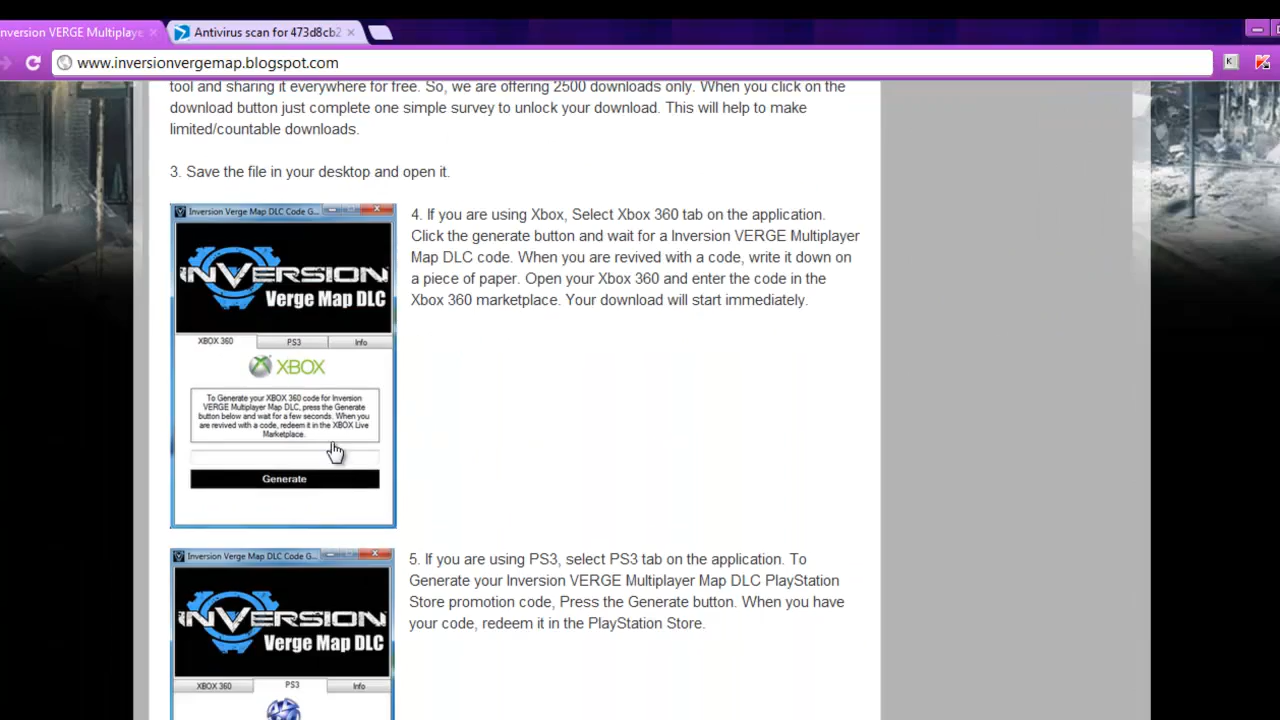 Inversion VERGE Multiplaye
Antivirus scan for 473d8cb2
www.inversionvergemap.blogspot.com
K
tool and sharing it everywhere for free. So, we are offering 2500 downloads only. When you click on the
download button just complete one simple survey to unlock your download. This will help to make
limited/countable downloads.
3. Save the file in your desktop and open it.
Inversion Verge Map DLC Code G...
INVERSION
Verge Map DLC
XBOX 360 PS3 Info
XBOX
To Generate your XBOX 360 code for Inversion
VERGE Multiplayer Map DLC, press the Generate
button below and wait for a few seconds. When you
are revived with a code, redeem it in the XBOX Live
Marketplace.
Generate
4. If you are using Xbox, Select Xbox 360 tab on the application.
Click the generate button and wait for a Inversion VERGE Multiplayer
Map DLC code. When you are revived with a code, write it down on
a piece of paper. Open your Xbox 360 and enter the code in the
Xbox 360 marketplace. Your download will start immediately.
Inversion Verge Map DLC Code G...
INVERSION
Verge Map DLC
XBOX 360 PS3 Info
5. If you are using PS3, select PS3 tab on the application. To
Generate your Inversion VERGE Multiplayer Map DLC PlayStation
Store promotion code, Press the Generate button. When you have
your code, redeem it in the PlayStation Store.